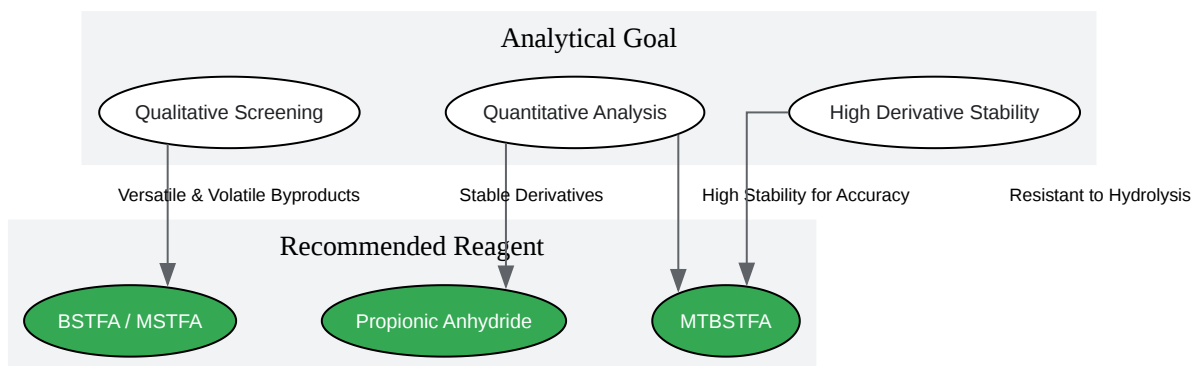 Analytical Goal
Qualitative Screening
Quantitative Analysis
High Derivative Stability
Versatile & Volatile Byproducts
Stable Derivatives
High Stability for Accuracy
Resistant to Hydrolysis
Recommended Reagent
BSTFA / MSTFA
Propionic Anhydride
MTBSTFA